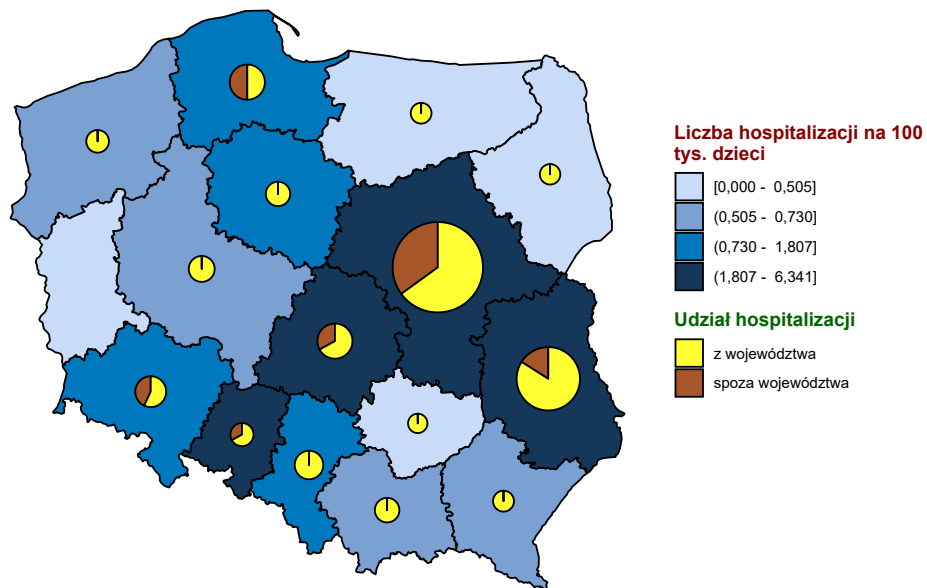 Liczba hospitalizacji na 100
tys. dzieci
[0,000 - 0,505]
(0,505 - 0,730]
(0,730 - 1,807]
(1,807 - 6,341]
Udział hospitalizacji
z województwa
spoza województwa